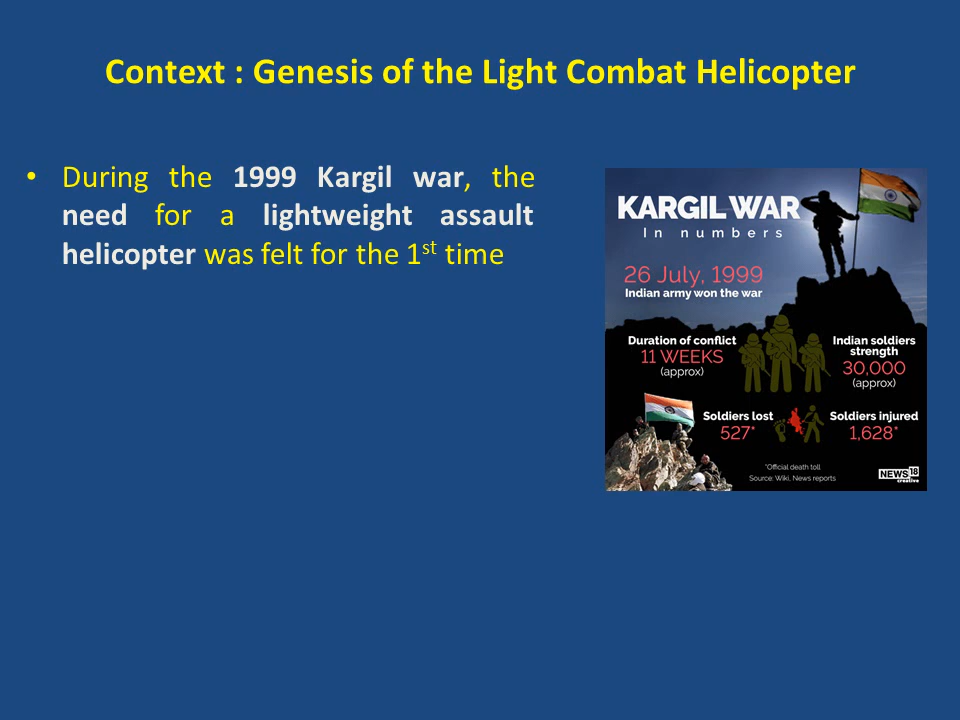 Context : Genesis of the Light Combat Helicopter
• During the 1999 Kargil war, the
need for a lightweight assault
helicopter was felt for the 1st time
KARGIL WAR
In numbers
26 July, 1999
Indian army won the war
Duration of conflict
11 WEEKS
(approx)
Indian soldiers
strength
30,000
(approx)
Soldiers lost
527*
Soldiers injured
1,628*
*Official death toll
Source: Wiki, News reports
NEWS18
creative